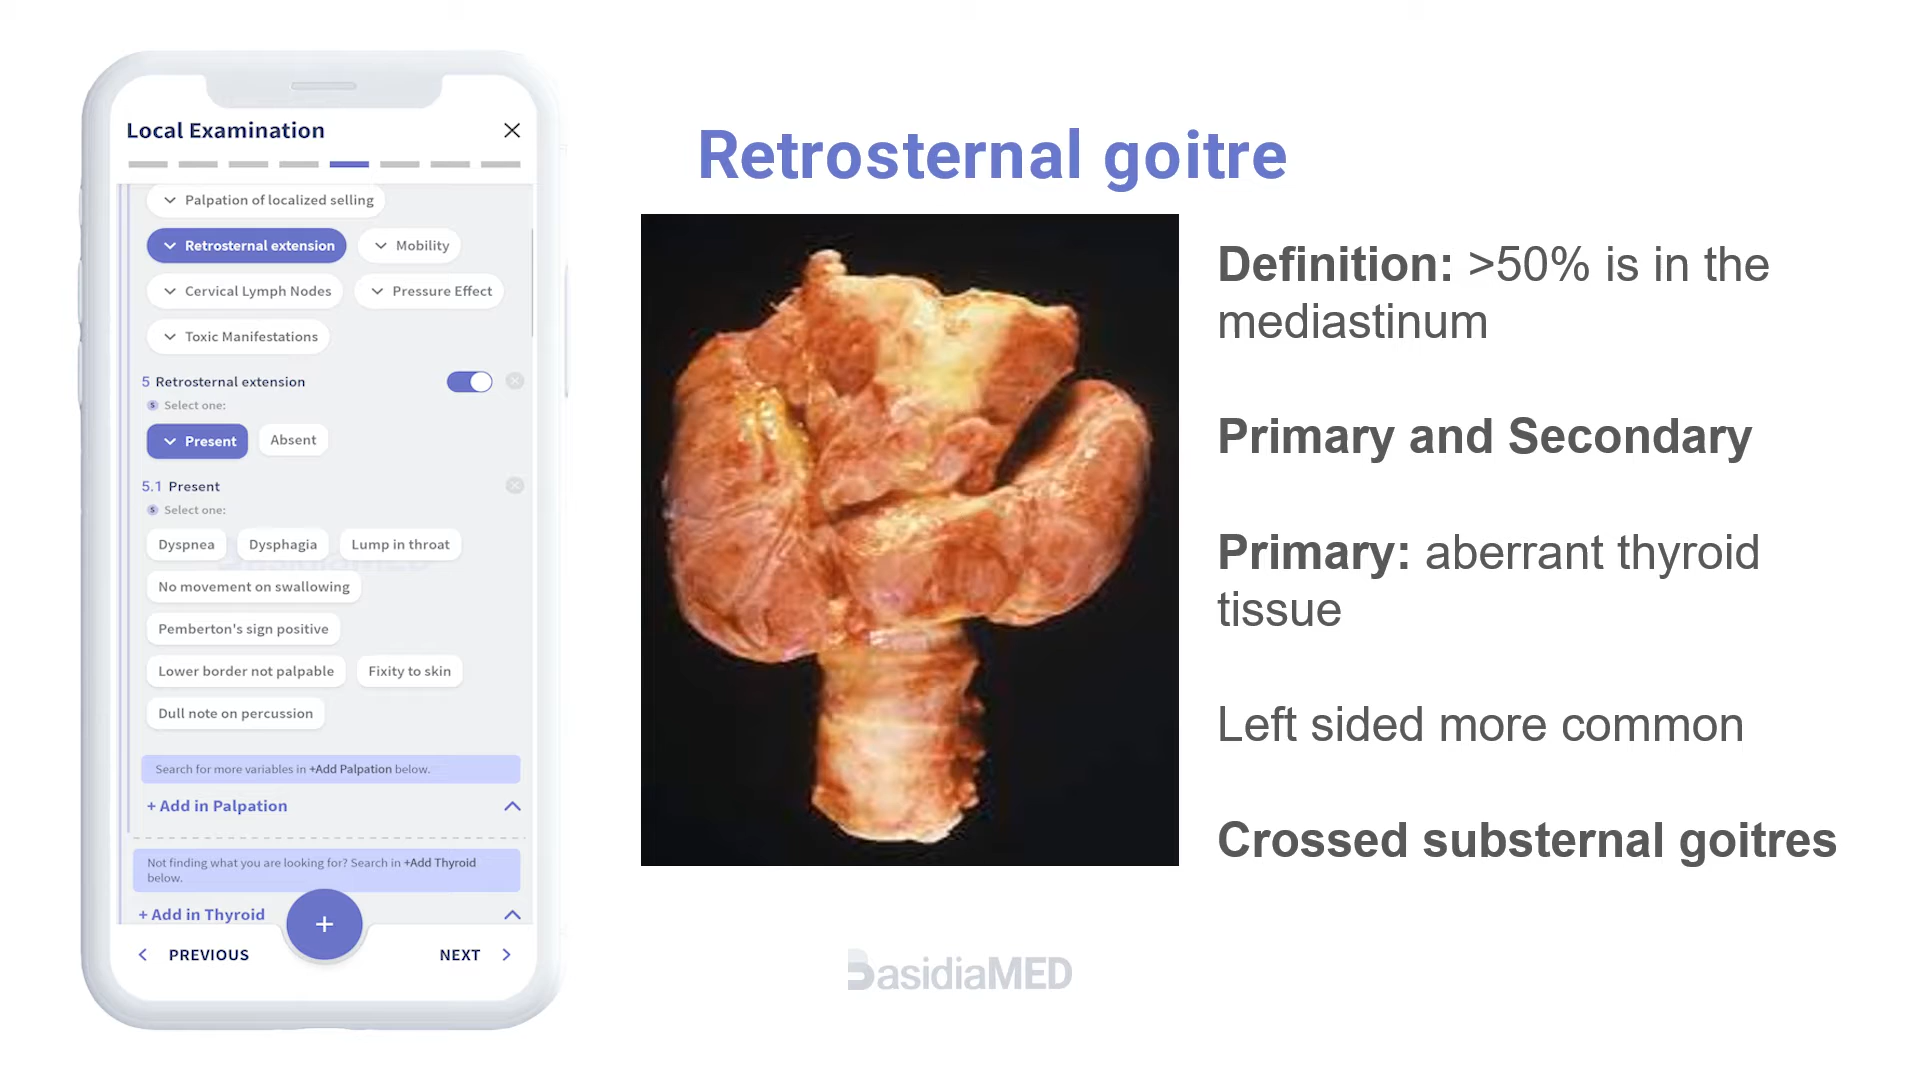 Local Examination
Palpation of localized selling
Retrosternal extension
Mobility
Cervical Lymph Nodes
Pressure Effect
Toxic Manifestations
5 Retrosternal extension
S Select one:
Present
Absent
5.1 Present
S Select one:
Dyspnea
Dysphagia
Lump in throat
No movement on swallowing
Pemberton's sign positive
Lower border not palpable
Fixity to skin
Dull note on percussion
Search for more variables in +Add Palpation below.
+ Add in Palpation
Not finding what you are looking for? Search in +Add Thyroid
below.
+ Add in Thyroid
+
PREVIOUS
NEXT
Retrosternal goitre
Definition: >50% is in the
mediastinum
Primary and Secondary
Primary: aberrant thyroid
tissue
Left sided more common
Crossed substernal goitres
BasidiaMED